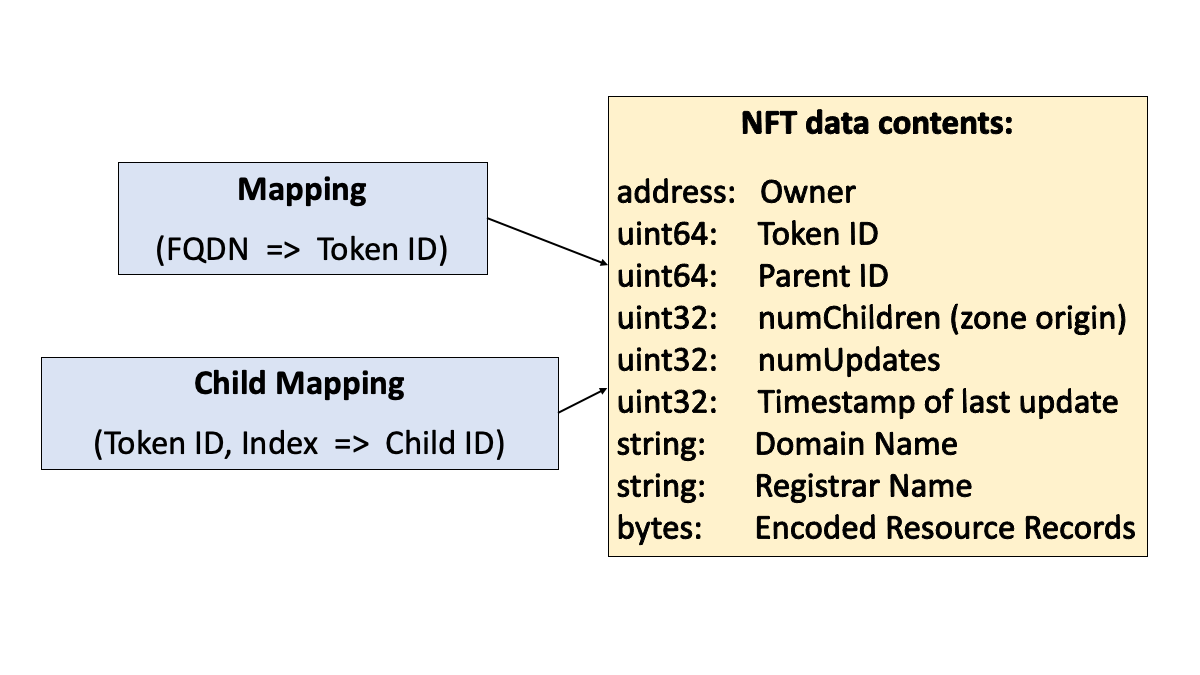 Mapping
(FQDN => Token ID)
Child Mapping
(Token ID, Index => Child ID)
NFT data contents:
address: Owner
uint64: Token ID
uint64: Parent ID
uint32: numChildren (zone origin)
uint32: numUpdates
uint32: Timestamp of last update
string: Domain Name
string: Registrar Name
bytes: Encoded Resource Records